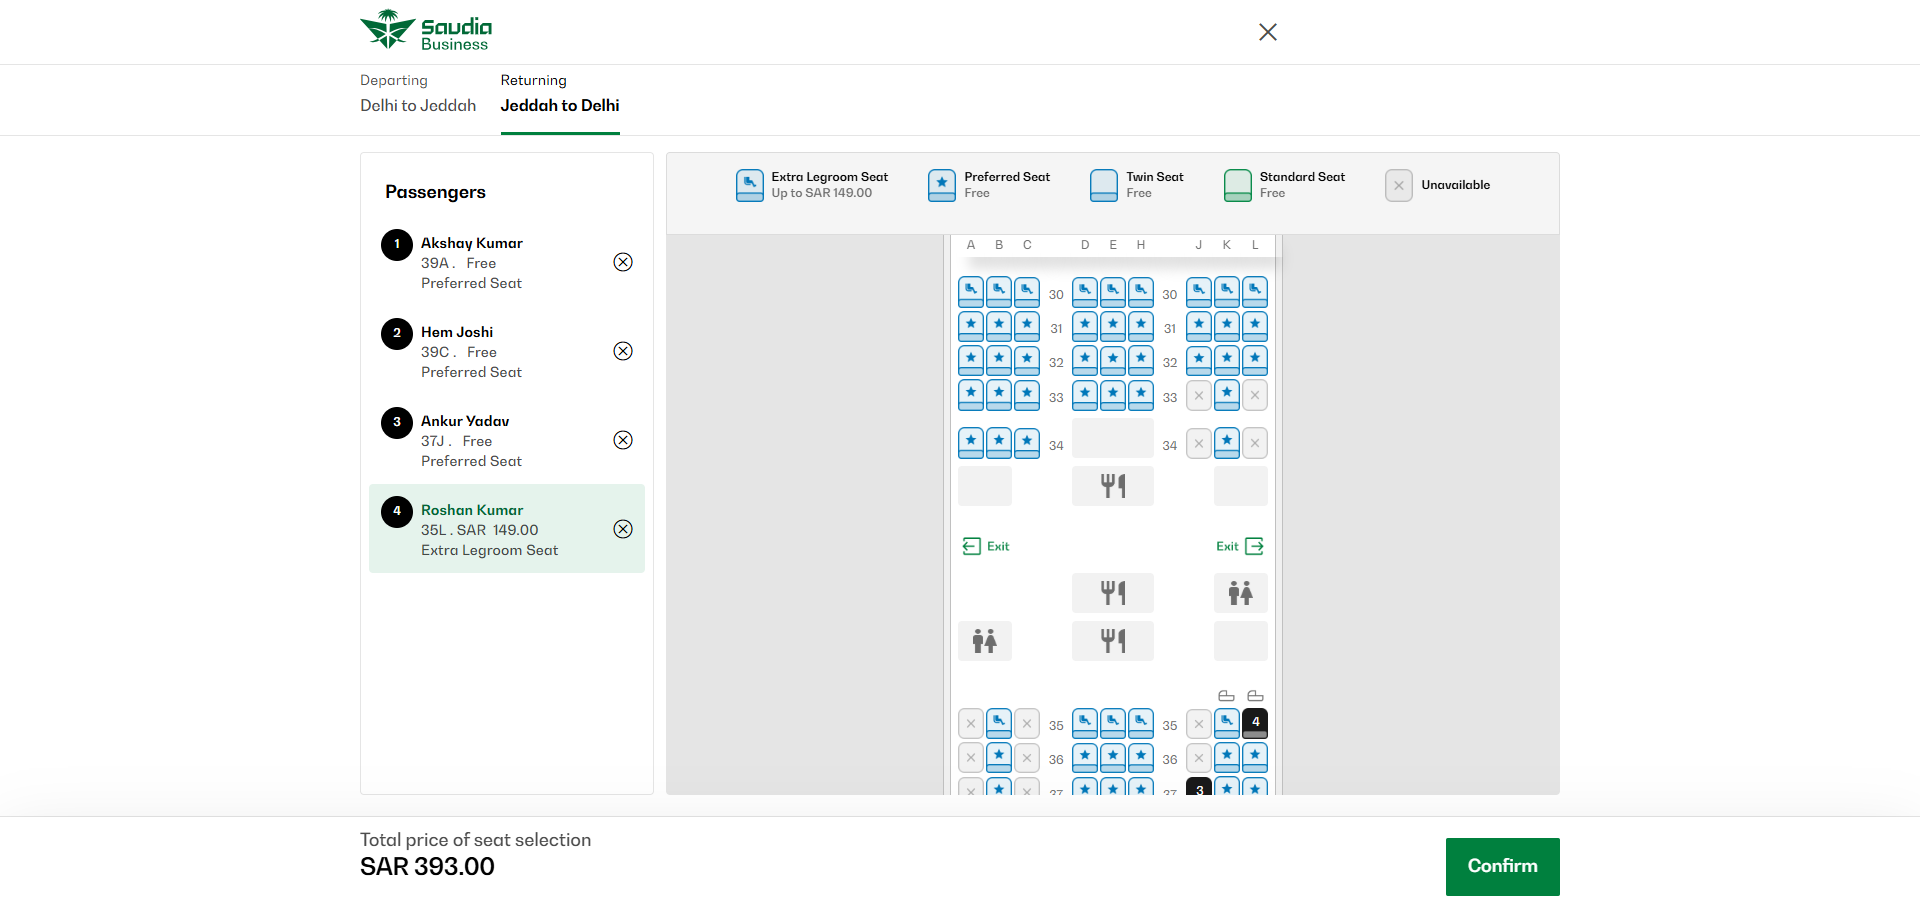 Saudia
Business
Departing
Delhi to Jeddah
Returning
Jeddah to Delhi
Passengers
1
Akshay Kumar
39A . Free
Preferred Seat
2
Hem Joshi
39C . Free
Preferred Seat
3
Ankur Yadav
37J . Free
Preferred Seat
4
Roshan Kumar
35L . SAR 149.00
Extra Legroom Seat
Extra Legroom Seat
Up to SAR 149.00
Preferred Seat
Free
Twin Seat
Free
Standard Seat
Free
Unavailable
A B C D E H J K L
30 30
31 31
32 32
33 33
34 34
Exit Exit
35 35 4
36 36
37 37 3
Total price of seat selection
SAR 393.00
Confirm